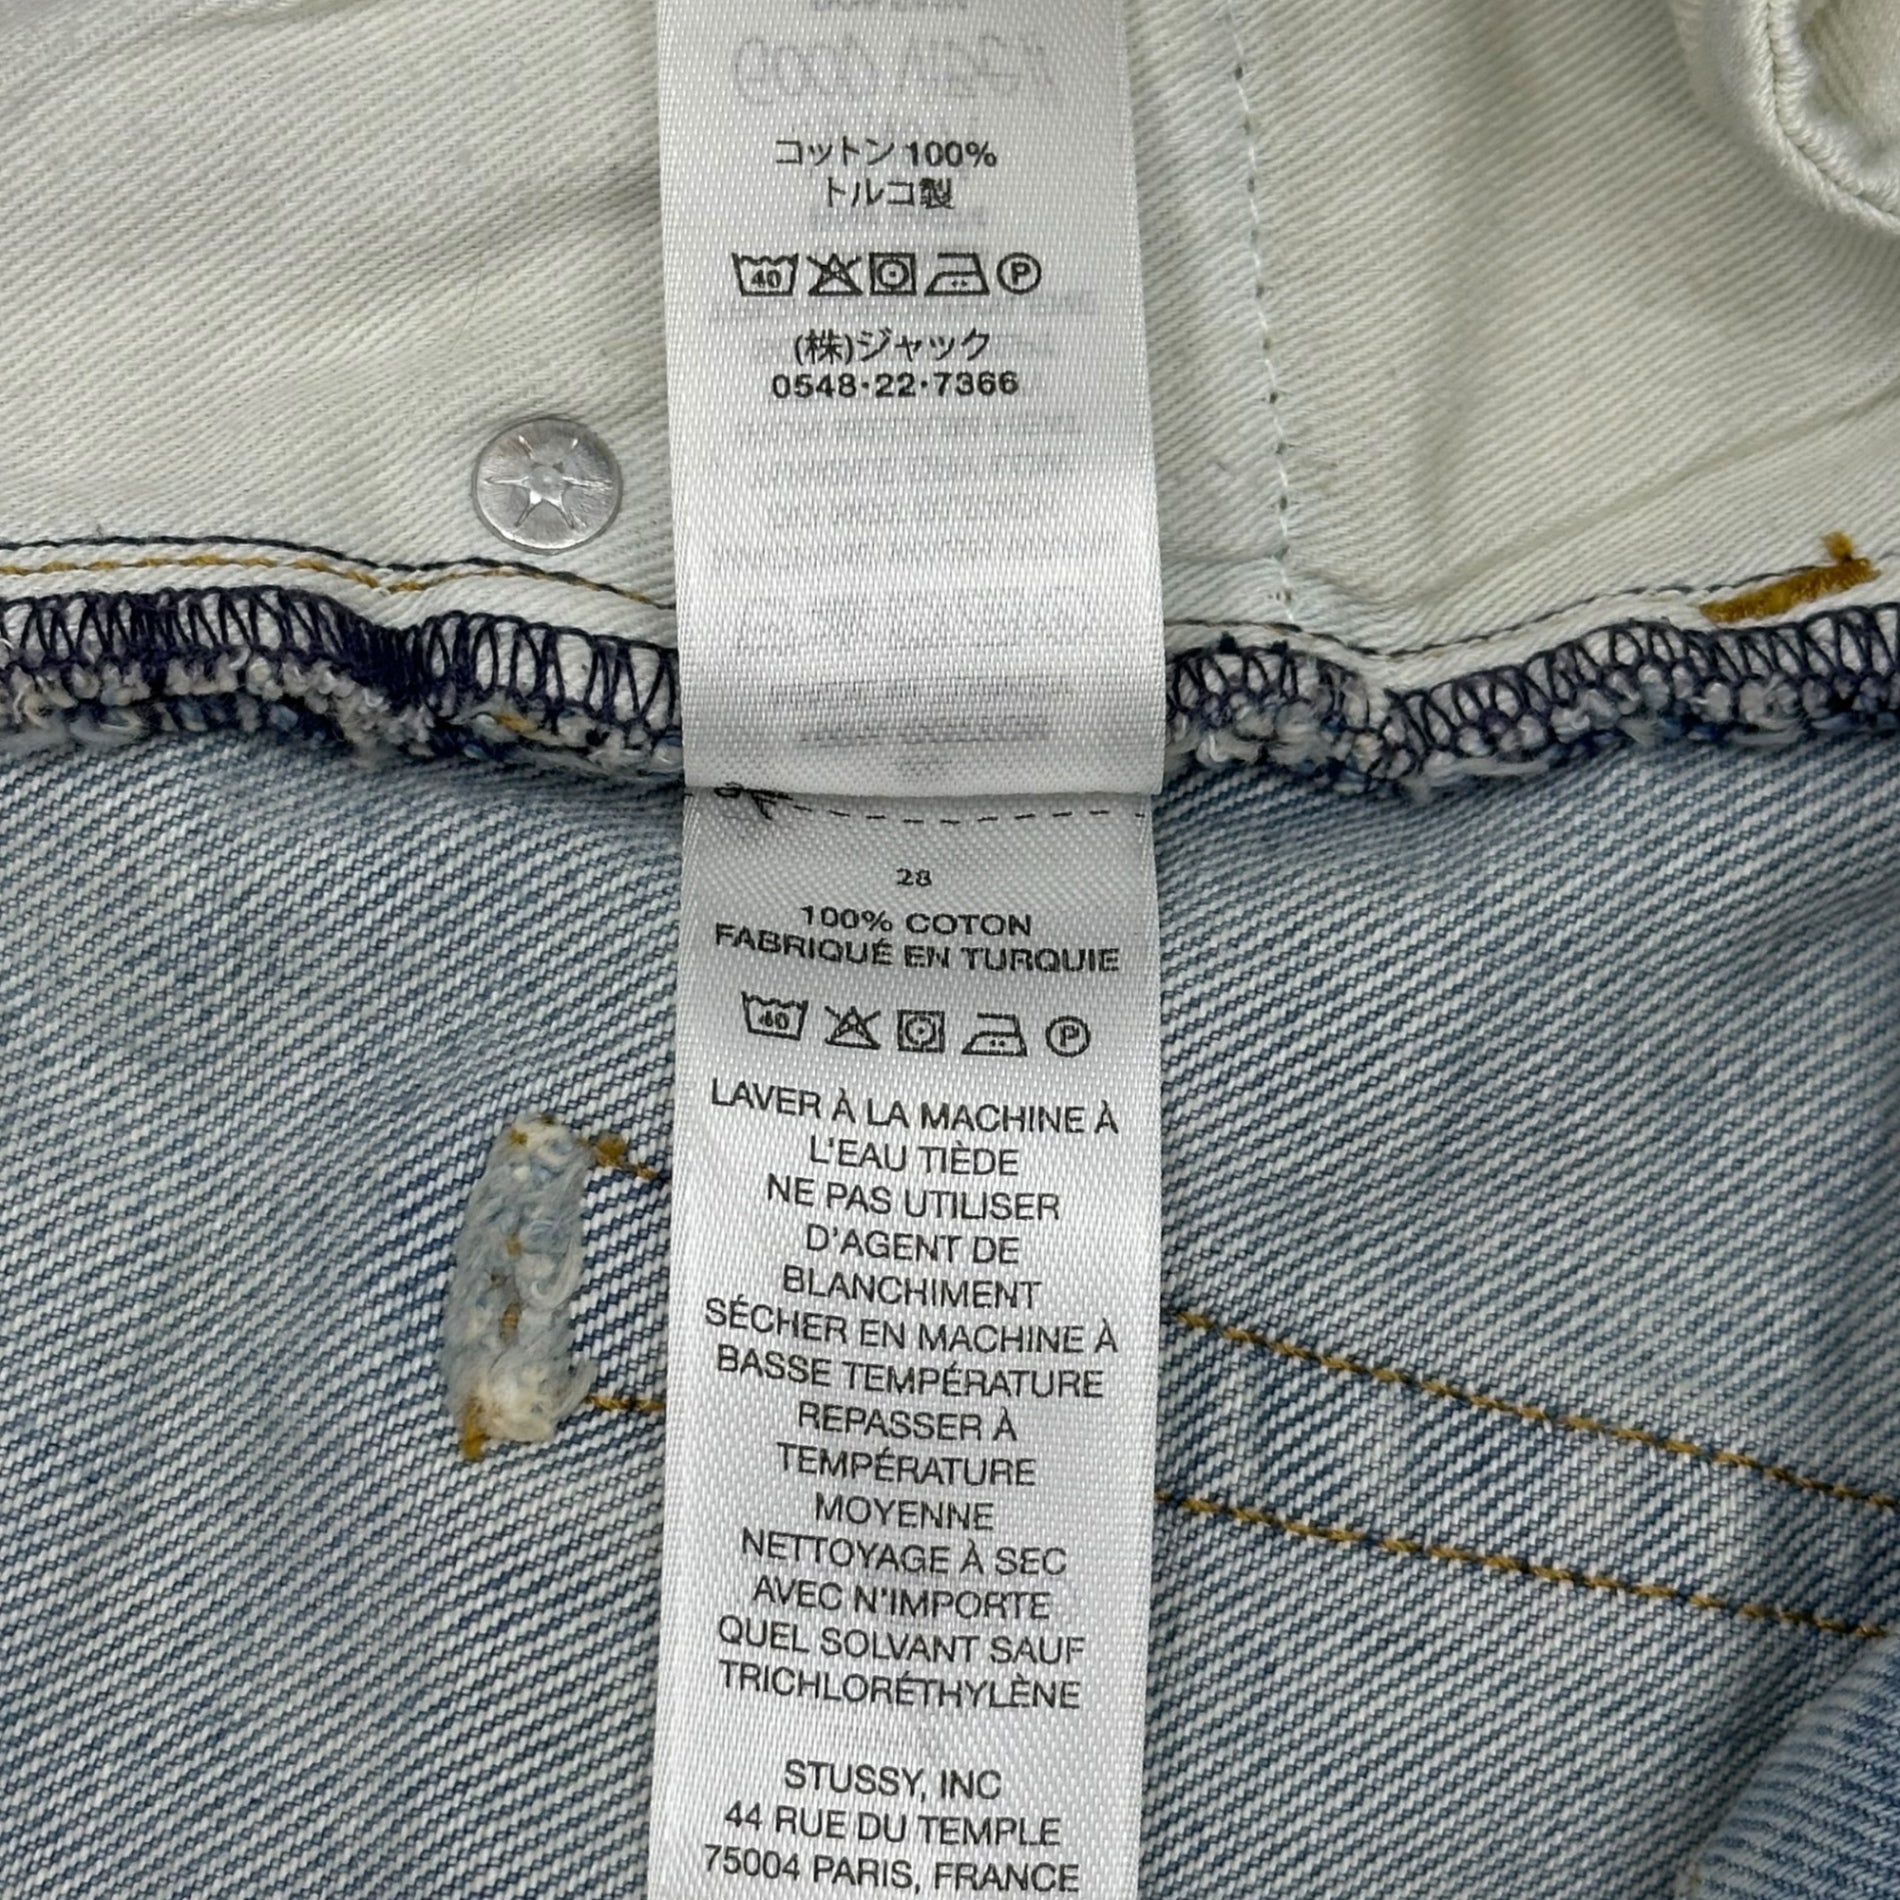 コットン 100%
トルコ製
40 P
(株)ジャック
0548·22·7366
28
100% COTON
FABRIQUÉ EN TURQUIE
40 P
LAVER À LA MACHINE À
L'EAU TIÈDE
NE PAS UTILISER
D'AGENT DE
BLANCHIMENT
SÉCHER EN MACHINE À
BASSE TEMPÉRATURE
REPASSER À
TEMPÉRATURE
MOYENNE
NETTOYAGE À SEC
AVEC N'IMPORTE
QUEL SOLVANT SAUF
TRICHLORÉTHYLÈNE
STUSSY, INC
44 RUE DU TEMPLE
75004 PARIS, FRANCE